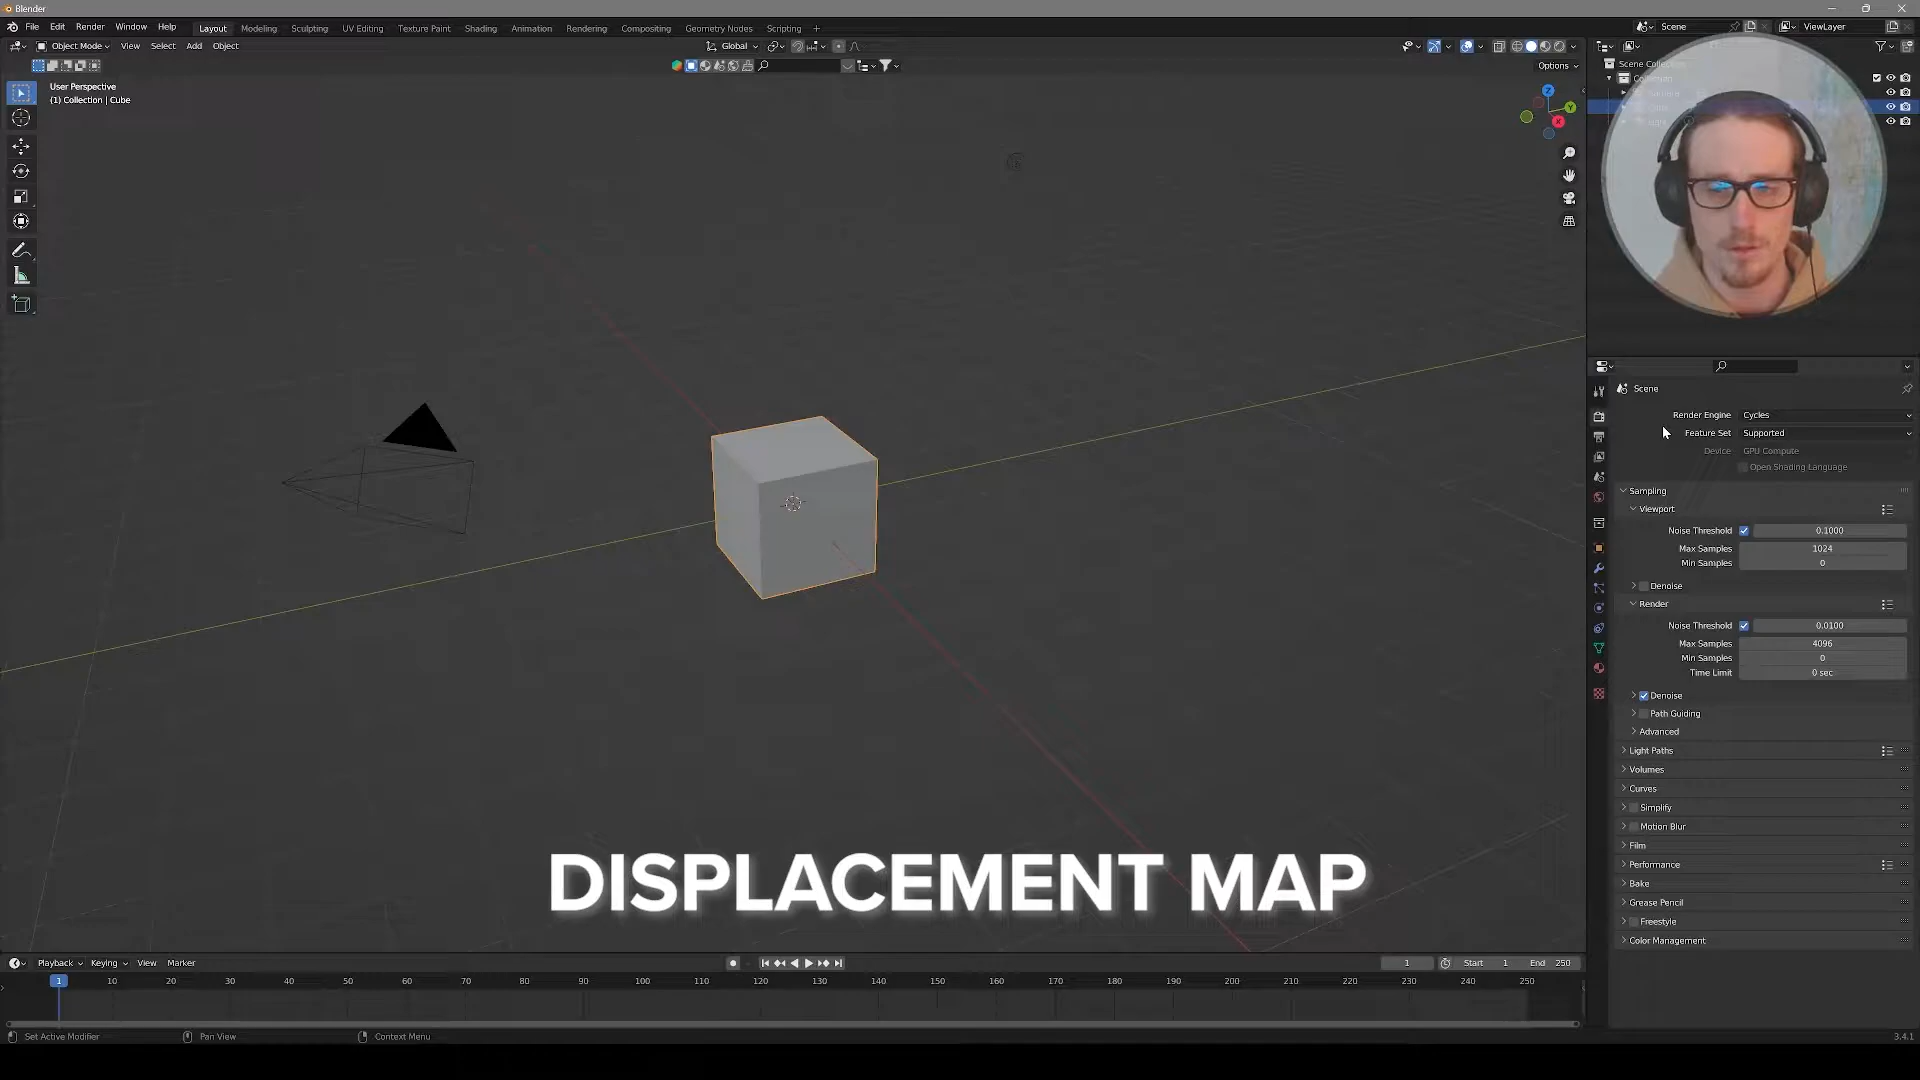 Blender
File Edit Render Window Help
Layout Modeling Sculpting UV Editing Texture Paint Shading Animation Rendering Compositing Geometry Nodes Scripting +
Scene
ViewLayer
Object Mode View Select Add Object
Global
Options
User Perspective
(1) Collection | Cube
Z
Y
X
Scene
Render Engine Cycles
Feature Set Supported
Device GPU Compute
Open Shading Language
Sampling
Viewport
Noise Threshold 0.1000
Max Samples 1024
Min Samples 0
Denoise
Render
Noise Threshold 0.0100
Max Samples 4096
Min Samples 0
Time Limit 0 sec
Denoise
Path Guiding
Advanced
Light Paths
Volumes
Curves
Simplify
Motion Blur
Film
Performance
Bake
Grease Pencil
Freestyle
Color Management
DISPLACEMENT MAP
Playback Keying View Marker
1
Start 1 End 250
1 10 20 30 40 50 60 70 80 90 100 110 120 130 140 150 160 170 180 190 200 210 220 230 240 250
Set Active Modifier Pan View Context Menu
3.4.1